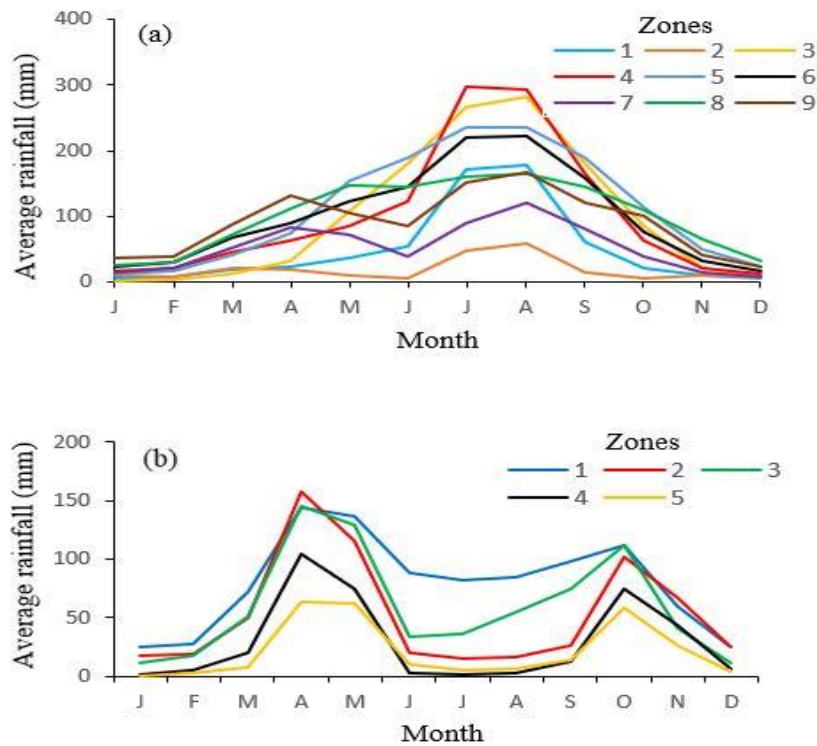 (a)
Zones
1 2 3
4 5 6
7 8 9
Average rainfall (mm)
400
300
200
100
0
J F M A M J J A S O N D
Month
(b)
Zones
1 2 3
4 5
Average rainfall (mm)
200
150
100
50
0
J F M A M J J A S O N D
Month